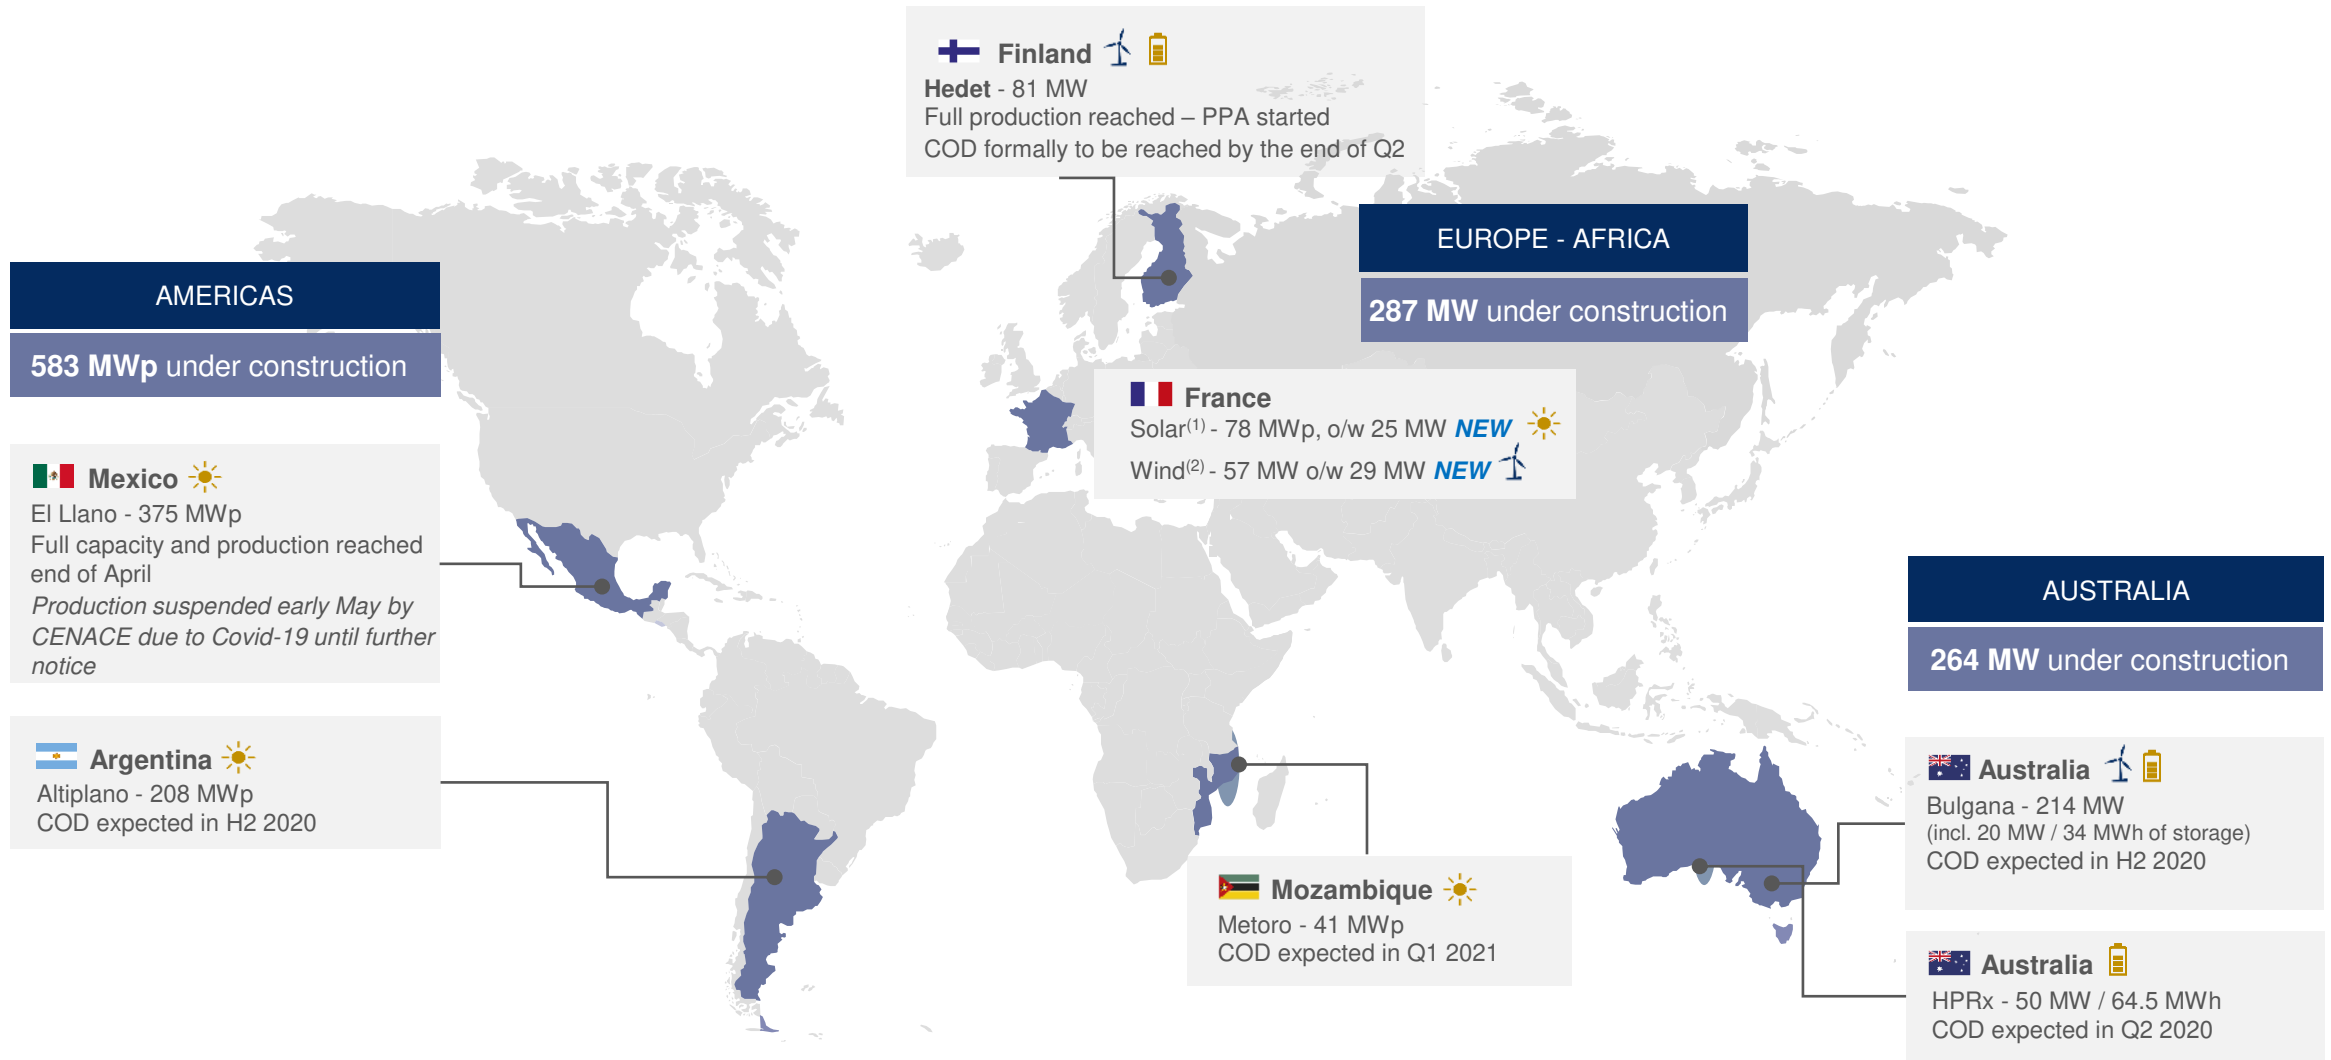 Finland
Hedet - 81 MW
Full production reached – PPA started
COD formally to be reached by the end of Q2
EUROPE - AFRICA
287 MW under construction
AMERICAS
583 MWp under construction
France
Solar(1) - 78 MWp, o/w 25 MW NEW
Wind(2) - 57 MW o/w 29 MW NEW
Mexico
El Llano - 375 MWp
Full capacity and production reached
end of April
Production suspended early May by
CENACE due to Covid-19 until further
notice
AUSTRALIA
264 MW under construction
Argentina
Altiplano - 208 MWp
COD expected in H2 2020
Australia
Bulgana - 214 MW
(incl. 20 MW / 34 MWh of storage)
COD expected in H2 2020
Mozambique
Metoro - 41 MWp
COD expected in Q1 2021
Australia
HPRx - 50 MW / 64.5 MWh
COD expected in Q2 2020